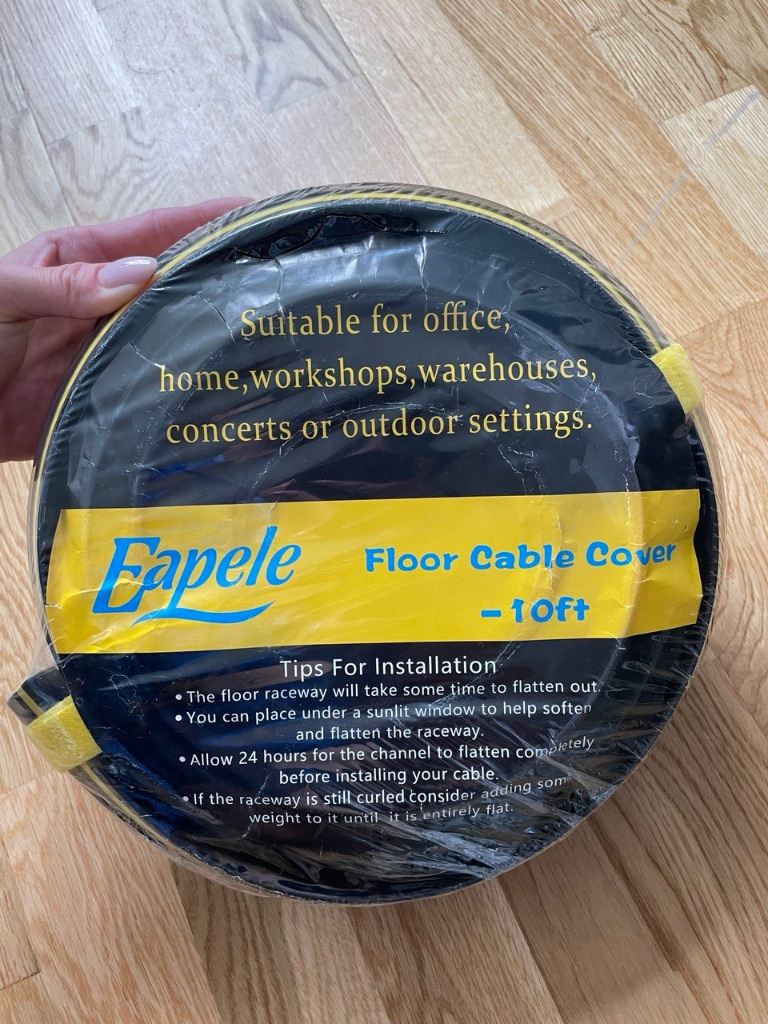 Suitable for office,
home,workshops,warehouses,
concerts or outdoor settings.
Eapele
Floor Cable Cover
-10ft
Tips For Installation
• The floor raceway will take some time to flatten out.
• You can place under a sunlit window to help soften
and flatten the raceway.
• Allow 24 hours for the channel to flatten completely
before installing your cable.
• If the raceway is still curled consider adding som
weight to it until it is entirely flat.